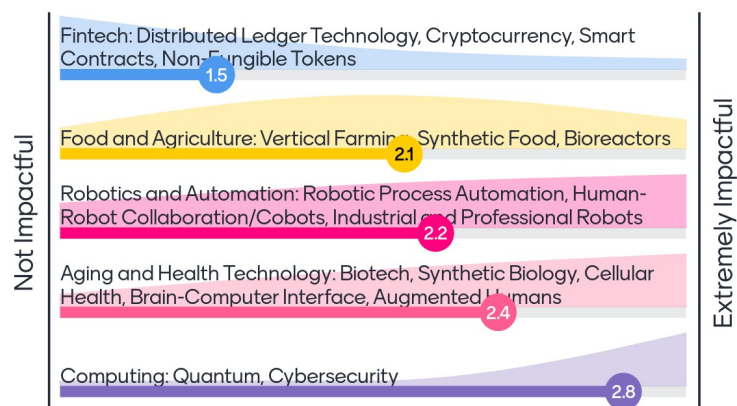 Fintech: Distributed Ledger Technology, Cryptocurrency, Smart
Contracts, Non-Fungible Tokens
1.5
Food and Agriculture: Vertical Farming, Synthetic Food, Bioreactors
2.1
Robotics and Automation: Robotic Process Automation, Human-
Robot Collaboration/Cobots, Industrial and Professional Robots
2.2
Aging and Health Technology: Biotech, Synthetic Biology, Cellular
Health, Brain-Computer Interface, Augmented Humans
2.4
Computing: Quantum, Cybersecurity
2.8
Not Impactful
Extremely Impactful